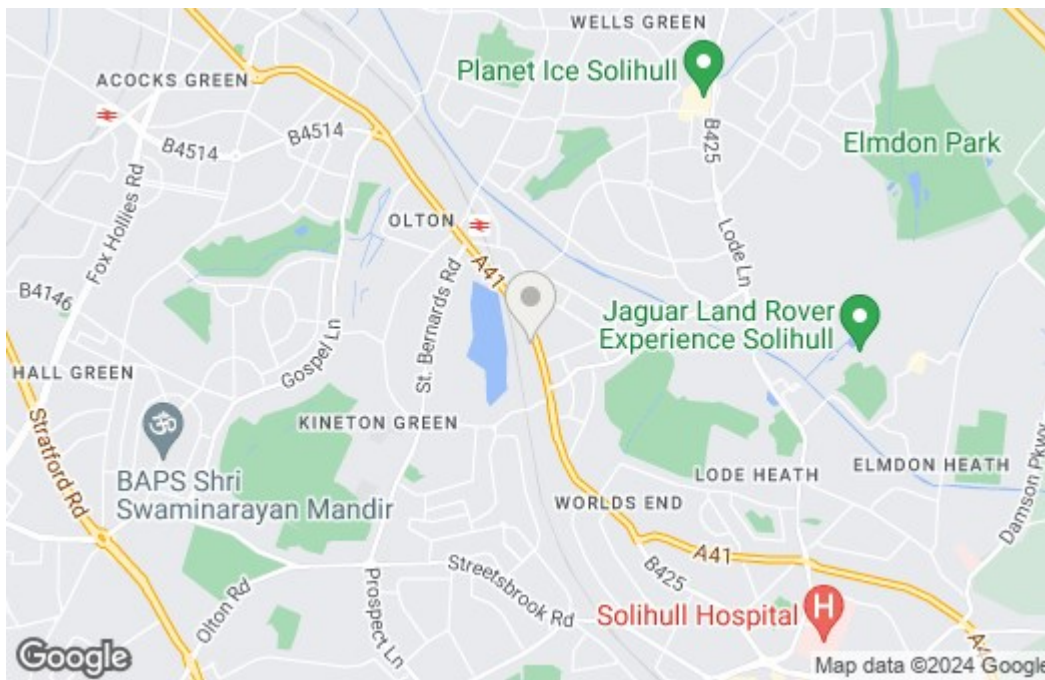 WELLS GREEN
Planet Ice Solihull
ACOCKS GREEN
B4514
B4514
B425
Elmdon Park
Fox Hollies Rd
OLTON
Lode Ln
A41
St. Bernards Rd
B4146
Gospel Ln
Jaguar Land Rover
Experience Solihull
HALL GREEN
KINETON GREEN
Stratford Rd
ॐ
BAPS Shri
Swaminarayan Mandir
LODE HEATH
ELMDON HEATH
WORLDS END
Damson Pkwy
A41
B425
Streetsbrook Rd
Olton Rd
Prospect Ln
Solihull Hospital
H
A4
Google
Map data ©2024 Google